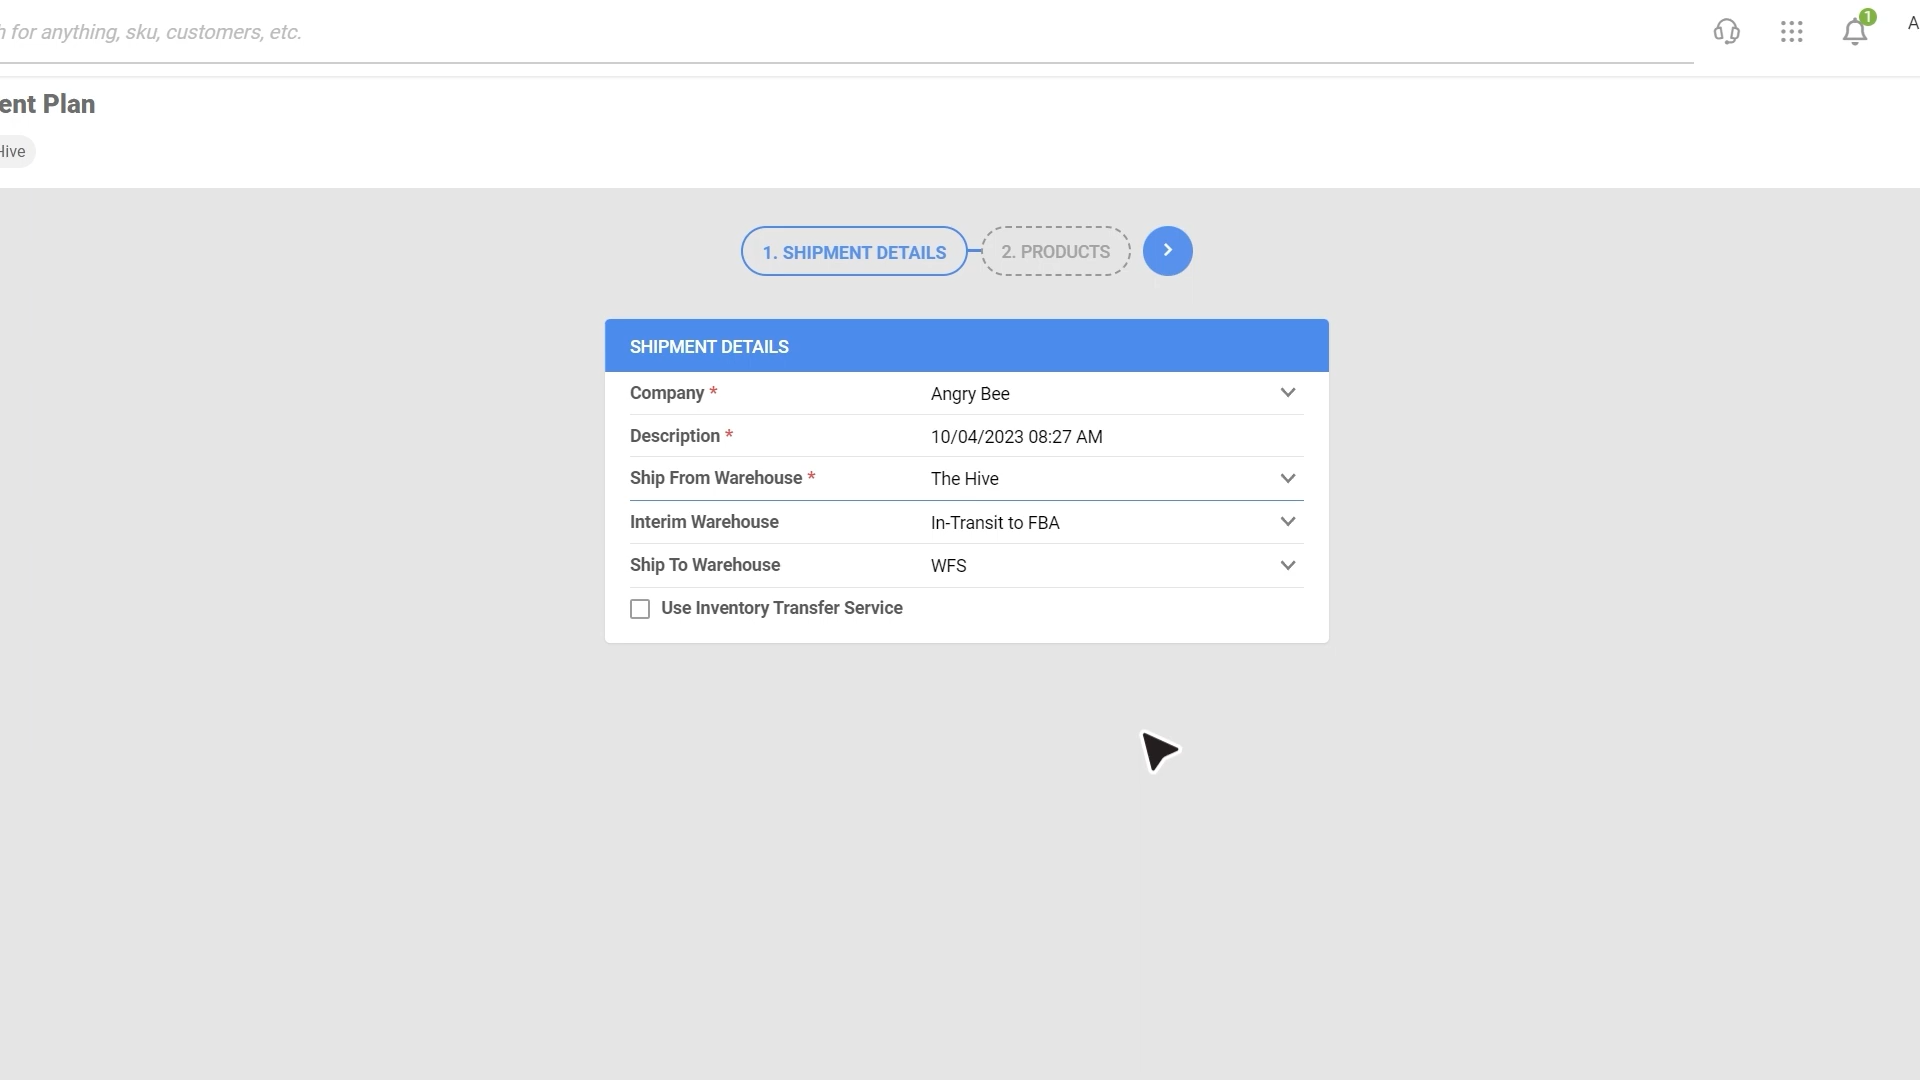 for anything, sku, customers, etc.
1
A
ent Plan
Hive
1. SHIPMENT DETAILS
2. PRODUCTS
SHIPMENT DETAILS
Company * Angry Bee
Description * 10/04/2023 08:27 AM
Ship From Warehouse * The Hive
Interim Warehouse In-Transit to FBA
Ship To Warehouse WFS
Use Inventory Transfer Service